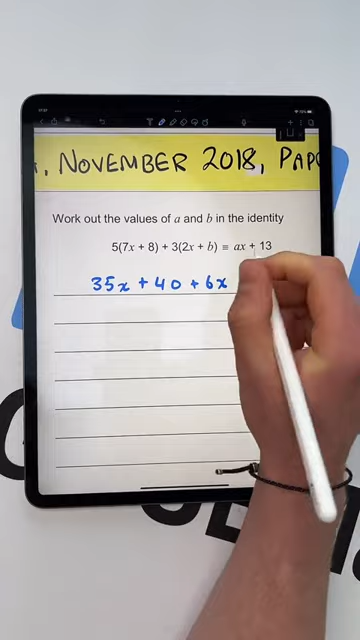 , NOVEMBER 2018, PAP
Work out the values of a and b in the identity
5(7x + 8) + 3(2x + b) ≡ ax + 13
35x + 40 + 6x